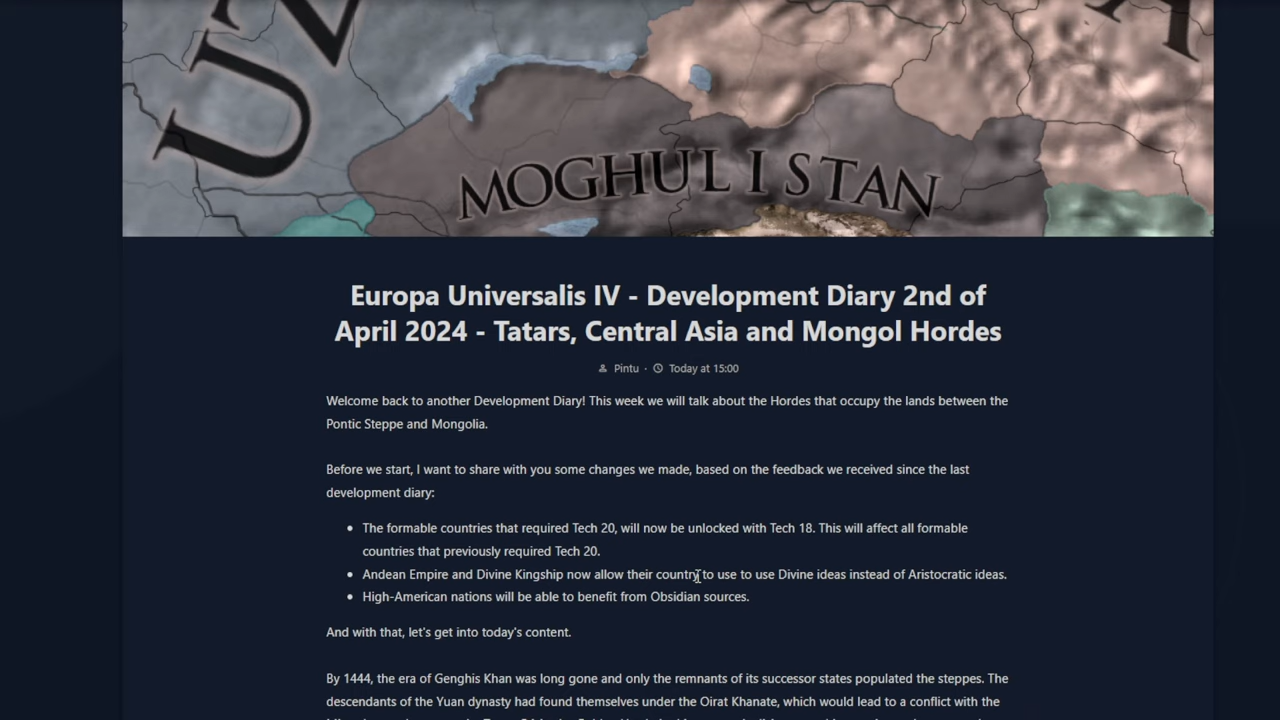 UZ
A
MOGHULISTAN
Europa Universalis IV - Development Diary 2nd of
April 2024 - Tatars, Central Asia and Mongol Hordes
Pintu · Today at 15:00
Welcome back to another Development Diary! This week we will talk about the Hordes that occupy the lands between the
Pontic Steppe and Mongolia.
Before we start, I want to share with you some changes we made, based on the feedback we received since the last
development diary:
• The formable countries that required Tech 20, will now be unlocked with Tech 18. This will affect all formable
countries that previously required Tech 20.
• Andean Empire and Divine Kingship now allow their country to use to use Divine ideas instead of Aristocratic ideas.
• High-American nations will be able to benefit from Obsidian sources.
And with that, let's get into today's content.
By 1444, the era of Genghis Khan was long gone and only the remnants of its successor states populated the steppes. The
descendants of the Yuan dynasty had found themselves under the Oirat Khanate, which would lead to a conflict with the